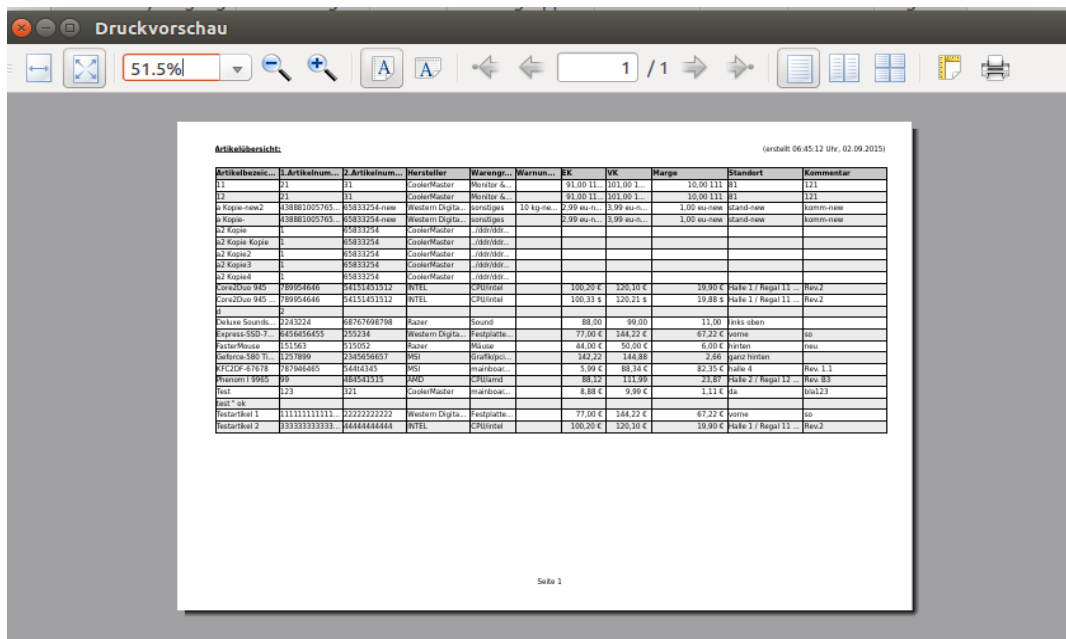 Druckvorschau
51.5% 1 / 1
Artikelübersicht: (erstellt 06:45:12 Uhr, 02.09.2015)
Artikelbezeic... 1.Artikelnum... 2.Artikelnum... Hersteller Warengr... Warnun... EK VK Marge Standort Kommentar
11 21 31 CoolerMaster Monitor &... 91,00 11... 101,00 1... 10,00 111 81 121
12 21 31 CoolerMaster Monitor &... 91,00 11... 101,00 1... 10,00 111 81 121
a Kopie-new2 438881005765... 65833254-new Western Digita... sonstiges 10 kg-ne... 2,99 eu-n... 3,99 eu-n... 1,00 eu-new stand-new komm-new
a Kopie- 438881005765... 65833254-new Western Digita... sonstiges 2,99 eu-n... 3,99 eu-n... 1,00 eu-new stand-new komm-new
a2 Kopie 1 65833254 CoolerMaster ../ddr/ddr...
a2 Kopie Kopie 1 65833254 CoolerMaster ../ddr/ddr...
a2 Kopie2 1 65833254 CoolerMaster ../ddr/ddr...
a2 Kopie3 1 65833254 CoolerMaster ../ddr/ddr...
a2 Kopie4 1 65833254 CoolerMaster ../ddr/ddr...
Core2Duo 945 789954646 54151451512 INTEL CPU/intel 100,20 € 120,10 € 19,90 € Halle 1 / Regal 11 ... Rev.2
Core2Duo 945 ... 789954646 54151451512 INTEL CPU/intel 100,33 $ 120,21 $ 19,88 $ Halle 1 / Regal 11 ... Rev.2
d 2
Deluxe Sounds... 2243224 68767698798 Razer Sound 88,00 99,00 11,00 links oben
Express-SSD-7... 6456456455 255234 Western Digita... Festplatte... 77,00 € 144,22 € 67,22 € vorne so
FasterMouse 151563 515052 Razer Mäuse 44,00 € 50,00 € 6,00 € hinten neu
Geforce-580 Ti... 1257899 2345656657 MSI Grafik/pci... 142,22 144,88 2,66 ganz hinten
KFC2DF-67678 787946465 544t4345 MSI mainboar... 5,99 € 88,34 € 82,35 € halle 4 Rev. 1.1
Phenom I 9965 99 484541515 AMD CPU/amd 88,12 111,99 23,87 Halle 2 / Regal 12 ... Rev. B3
Test 123 321 CoolerMaster mainboar... 8,88 € 9,99 € 1,11 € da bla123
test " ok
Testartikel 1 111111111111... 22222222222 Western Digita... Festplatte... 77,00 € 144,22 € 67,22 € vorne so
Testartikel 2 333333333333... 44444444444 INTEL CPU/intel 100,20 € 120,10 € 19,90 € Halle 1 / Regal 11 ... Rev.2
Seite 1